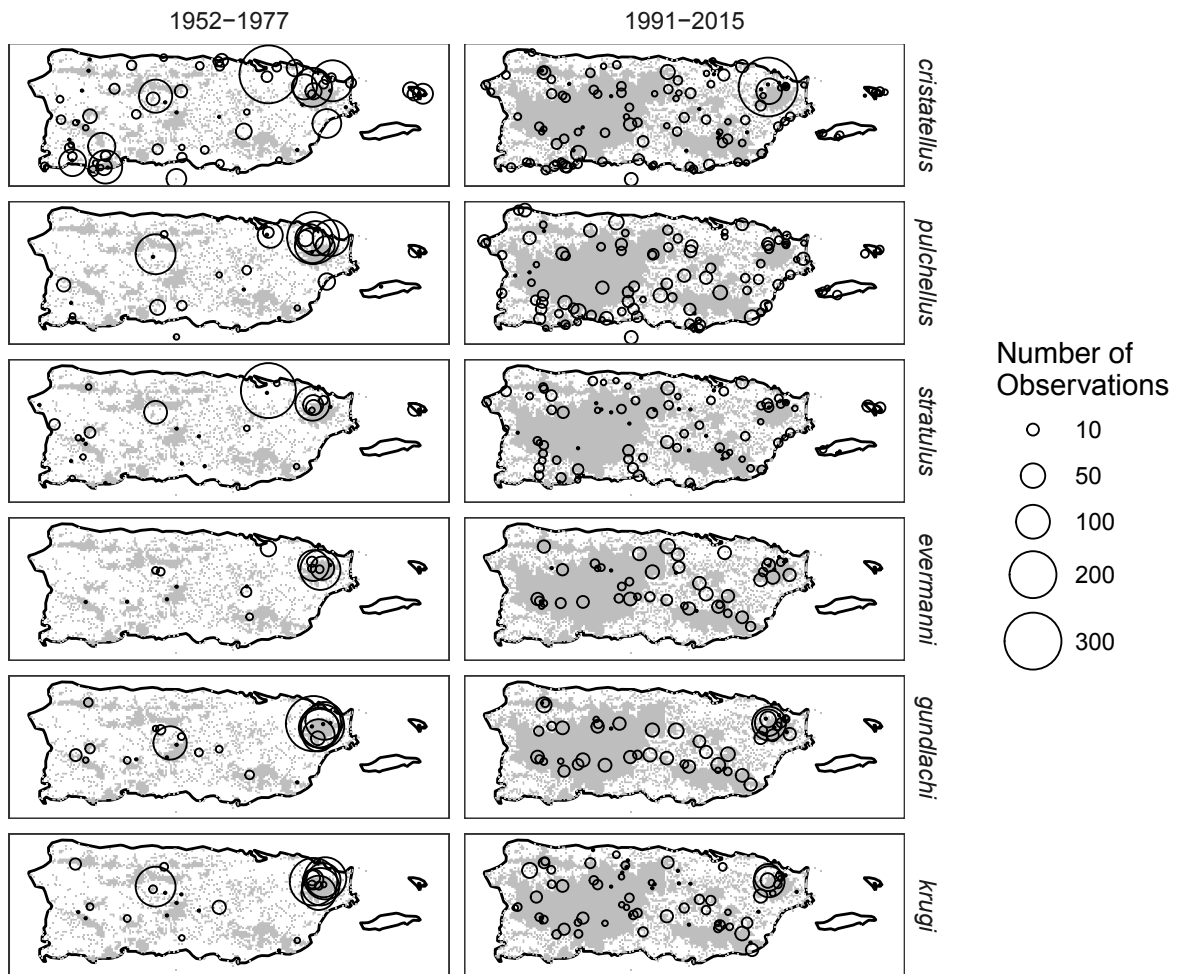 1952−1977
1991−2015
cristatellus
pulchellus
stratulus
evermanni
gundlachi
krugi
Number of
Observations
10
50
100
200
300